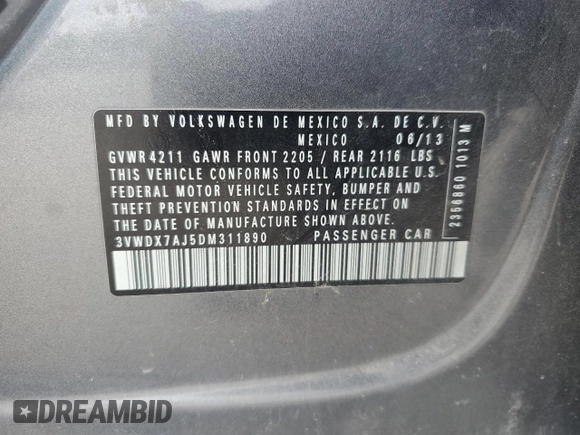 MFD BY VOLKSWAGEN DE MEXICO S.A. DE C.V.
MEXICO 06/13
GVWR 4211 GAWR FRONT 2205 / REAR 2116 LBS
THIS VEHICLE CONFORMS TO ALL APPLICABLE U.S.
FEDERAL MOTOR VEHICLE SAFETY, BUMPER AND
THEFT PREVENTION STANDARDS IN EFFECT ON
THE DATE OF MANUFACTURE SHOWN ABOVE.
3VWDX7AJ5DM311890 PASSENGER CAR
2356860 1013 M
DREAMBID